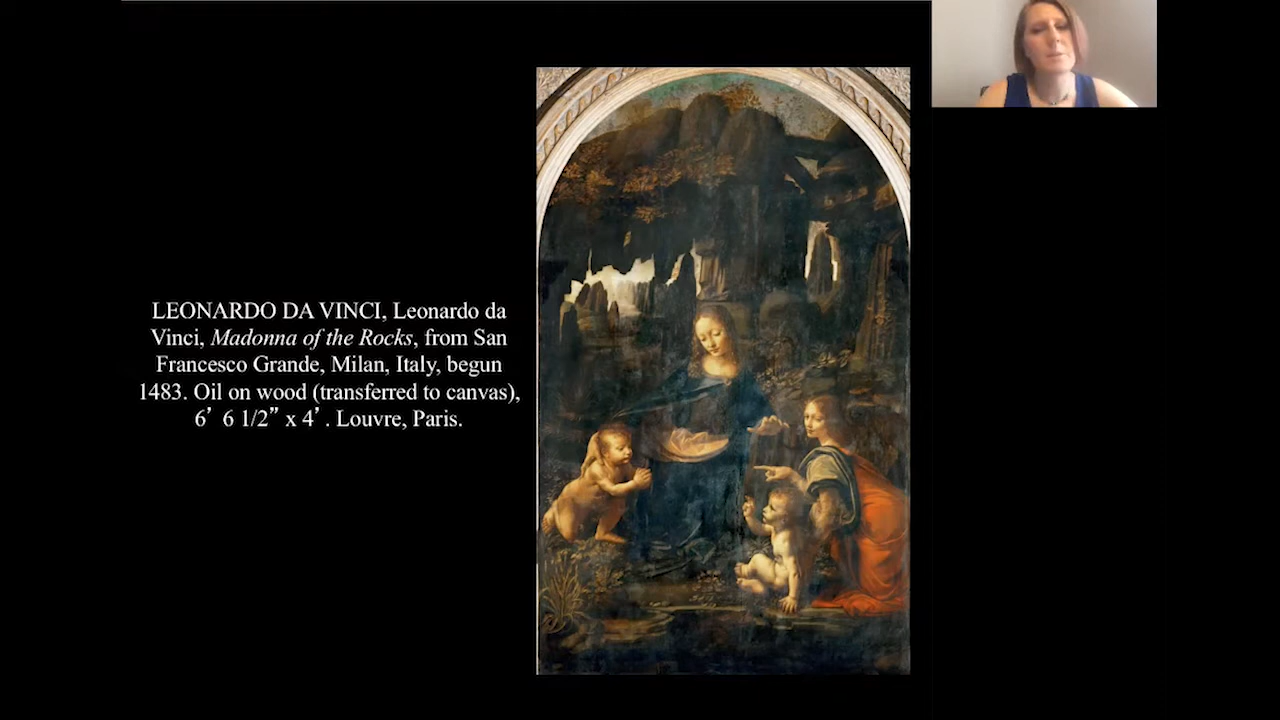 LEONARDO DA VINCI, Leonardo da
Vinci, Madonna of the Rocks, from San
Francesco Grande, Milan, Italy, begun
1483. Oil on wood (transferred to canvas),
6’ 6 1/2” x 4’ . Louvre, Paris.